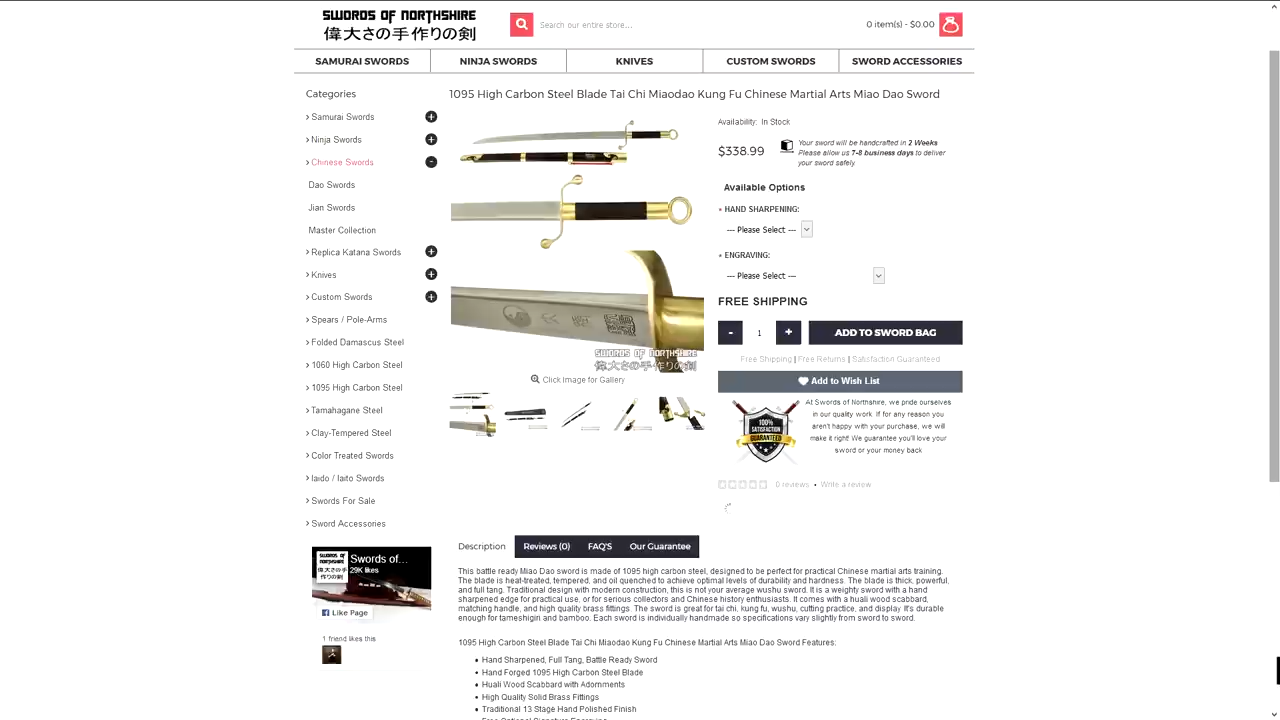 SWORDS OF NORTHSHIRE
偉大さの手作りの剣
Search our entire store...
0 item(s) - $0.00
SAMURAI SWORDS
NINJA SWORDS
KNIVES
CUSTOM SWORDS
SWORD ACCESSORIES
Categories
Samurai Swords
Ninja Swords
Chinese Swords
Dao Swords
Jian Swords
Master Collection
Replica Katana Swords
Knives
Custom Swords
Spears / Pole-Arms
Folded Damascus Steel
1060 High Carbon Steel
1095 High Carbon Steel
Tamahagane Steel
Clay-Tempered Steel
Color Treated Swords
Iaido / Iaito Swords
Swords For Sale
Sword Accessories
SWORDS OF
NORTHSHIRE
偉大さの手
作りの剣
Swords of...
29K likes
Like Page
1 friend likes this
1095 High Carbon Steel Blade Tai Chi Miaodao Kung Fu Chinese Martial Arts Miao Dao Sword
SWORDS OF NORTHSHIRE
偉大さの手作りの剣
Click Image for Gallery
Availability: In Stock
$338.99
Your sword will be handcrafted in 2 Weeks
Please allow us 7-8 business days to deliver
your sword safely
Available Options
* HAND SHARPENING:
--- Please Select ---
* ENGRAVING:
--- Please Select ---
FREE SHIPPING
- 1 + ADD TO SWORD BAG
Free Shipping | Free Returns | Satisfaction Guaranteed
Add to Wish List
100%
SATISFACTION
GUARANTEED
At Swords of Northshire, we pride ourselves
in our quality work. If for any reason you
aren't happy with your purchase, we will
make it right! We guarantee you'll love your
sword or your money back
0 reviews • Write a review
Description
Reviews (0)
FAQ'S
Our Guarantee
This battle ready Miao Dao sword is made of 1095 high carbon steel, designed to be perfect for practical Chinese martial arts training.
The blade is heat-treated, tempered, and oil quenched to achieve optimal levels of durability and hardness. The blade is thick, powerful,
and full tang. Traditional design with modern construction, this is not your average wushu sword. It is a weighty sword with a hand
sharpened edge for practical use, or for serious collectors and Chinese history enthusiasts. It comes with a huali wood scabbard,
matching handle, and high quality brass fittings. The sword is great for tai chi, kung fu, wushu, cutting practice, and display. It's durable
enough for tameshigiri and bamboo. Each sword is individually handmade so specifications vary slightly from sword to sword.
1095 High Carbon Steel Blade Tai Chi Miaodao Kung Fu Chinese Martial Arts Miao Dao Sword Features:
Hand Sharpened, Full Tang, Battle Ready Sword
Hand Forged 1095 High Carbon Steel Blade
Huali Wood Scabbard with Adornments
High Quality Solid Brass Fittings
Traditional 13 Stage Hand Polished Finish